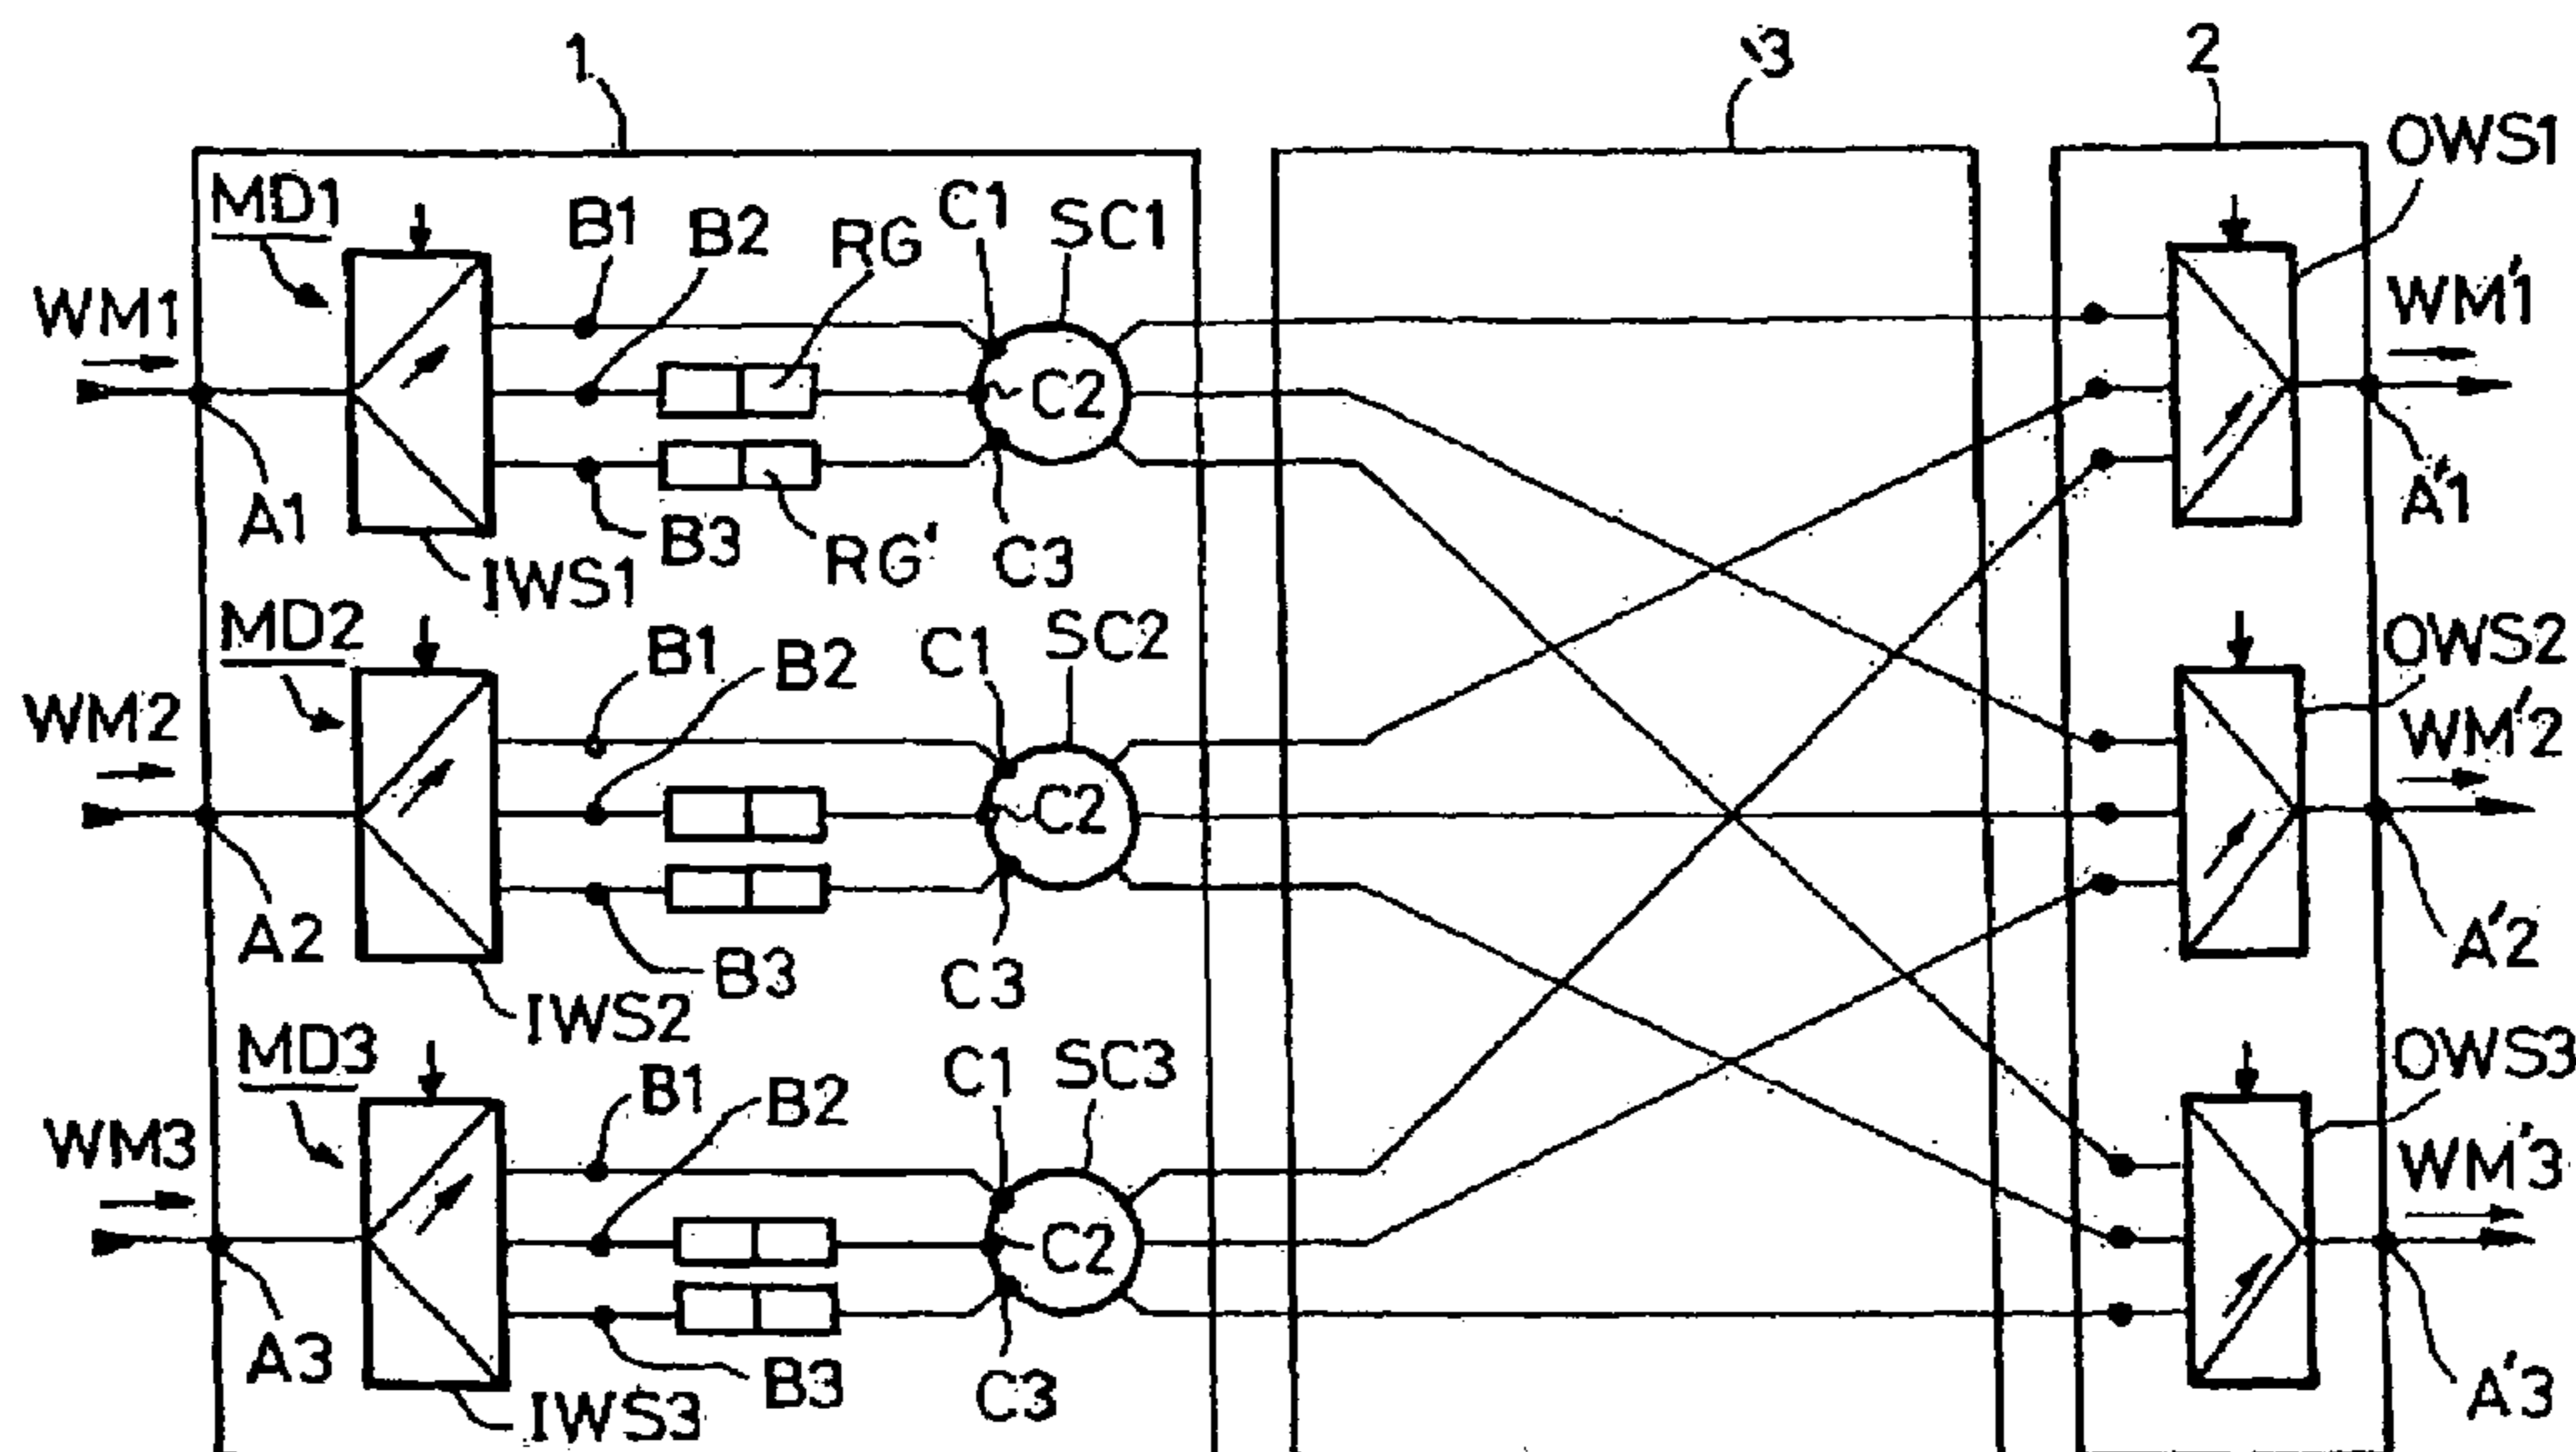 1
3
2
OWS1
MD1
B1
B2
RG
C1
SC1
WM1
WM'1
C2
A1
B3
RG'
C3
A'1
IWS1
MD2
B1
B2
C1
SC2
OWS2
WM2
WM'2
C2
A2
B3
C3
A'2
IWS2
MD3
B1
B2
C1
SC3
OWS3
WM3
WM'3
C2
A3
B3
C3
A'3
IWS3